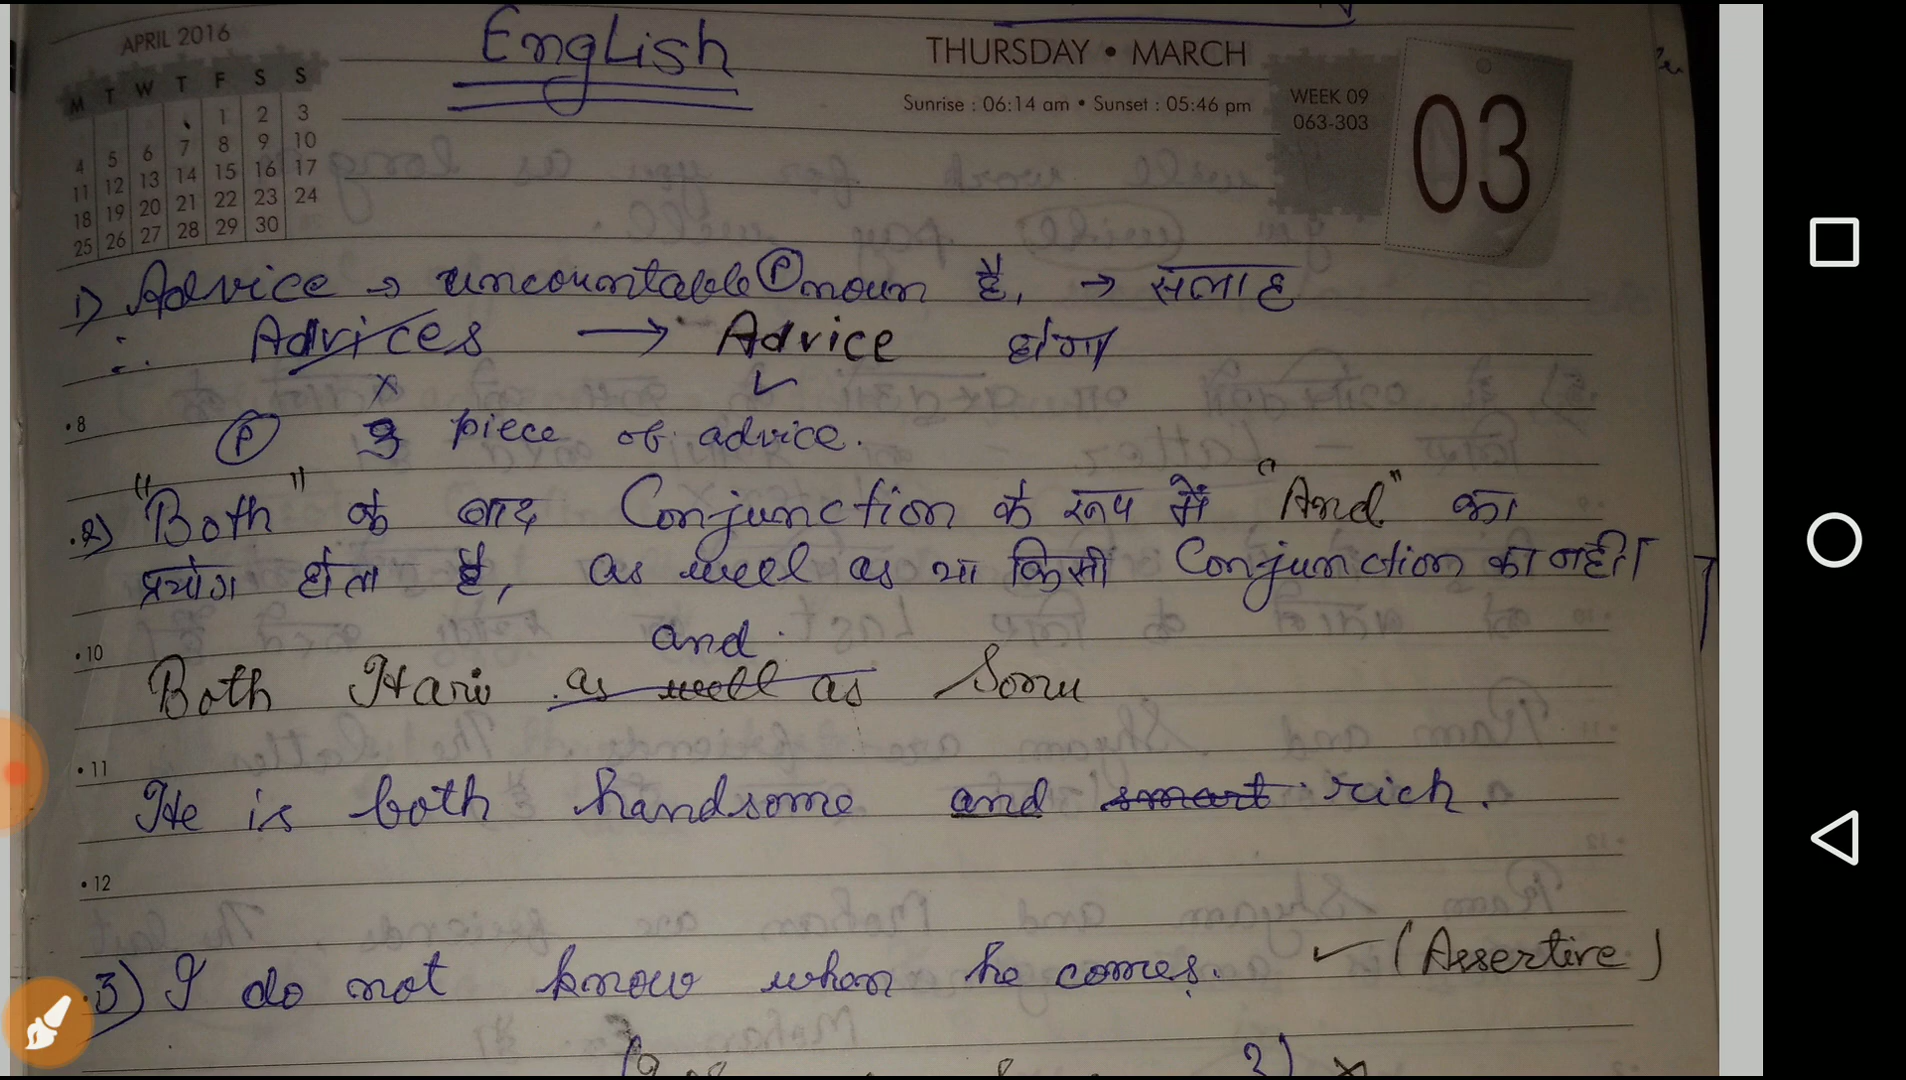 APRIL 2016
M T W T F S S
1 2 3
4 5 6 7 8 9 10
11 12 13 14 15 16 17
18 19 20 21 22 23 24
25 26 27 28 29 30
English
THURSDAY • MARCH
Sunrise : 06:14 am • Sunset : 05:46 pm
WEEK 09
063-303
03
1) Advice → uncountable (P) noun है, → सलाह
∴ Advices → Advice होगा
× ✓
•8
(P) 3 piece of advice.
2) "Both" के बाद Conjunction के रूप में "And" का
प्रयोग होता है, as well as या किसी Conjunction का नहीं।
•10
and
Both Hari as well as Sonu
•11
He is both handsome and smart rich.
•12
3) I do not know when he comes. ✓ (Assertive)